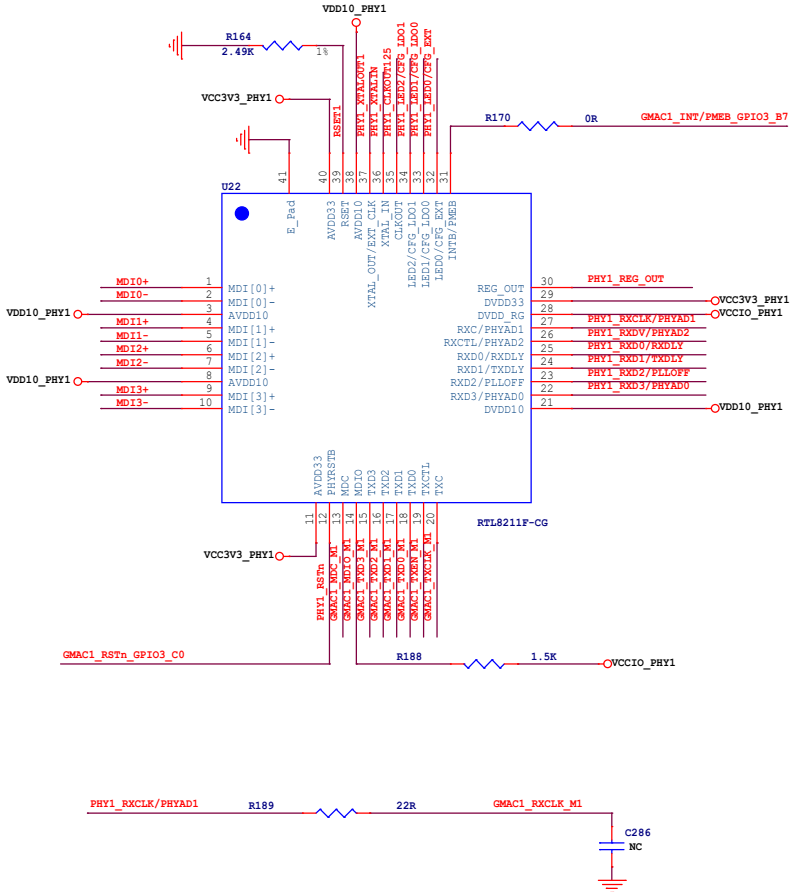 VDD10_PHY1
R164
2.49K
1%
VCC3V3_PHY1
RSET1
PHY1_XTALOUT1
PHY1_XTALIN
PHY1_CLKOUT125
PHY1_LED2/CFG_LDO1
PHY1_LED1/CFG_LDO0
PHY1_LED0/CFG_EXT
R170
0R
GMAC1_INT/PMEB_GPIO3_B7
41
40
39
38
37
36
35
34
33
32
31
U22
E_Pad
AVDD33
RSET
AVDD10
XTAL_OUT/EXT_CLK
XTAL_IN
CLKOUT
LED2/CFG_LDO1
LED1/CFG_LDO0
LED0/CFG_EXT
INTB/PMEB
MDI0+ 1 MDI[0]+
MDI0- 2 MDI[0]-
VDD10_PHY1 3 AVDD10
MDI1+ 4 MDI[1]+
MDI1- 5 MDI[1]-
MDI2+ 6 MDI[2]+
MDI2- 7 MDI[2]-
VDD10_PHY1 8 AVDD10
MDI3+ 9 MDI[3]+
MDI3- 10 MDI[3]-
REG_OUT 30 PHY1_REG_OUT
DVDD33 29 VCC3V3_PHY1
DVDD_RG 28 VCCIO_PHY1
RXC/PHYAD1 27 PHY1_RXCLK/PHYAD1
RXCTL/PHYAD2 26 PHY1_RXDV/PHYAD2
RXD0/RXDLY 25 PHY1_RXD0/RXDLY
RXD1/TXDLY 24 PHY1_RXD1/TXDLY
RXD2/PLLOFF 23 PHY1_RXD2/PLLOFF
RXD3/PHYAD0 22 PHY1_RXD3/PHYAD0
DVDD10 21 VDD10_PHY1
AVDD33
PHYRSTB
MDC
MDIO
TXD3
TXD2
TXD1
TXD0
TXCTL
TXC
11
12
13
14
15
16
17
18
19
20
RTL8211F-CG
VCC3V3_PHY1
PHY1_RSTn
GMAC1_MDC_M1
GMAC1_MDIO_M1
GMAC1_TXD3_M1
GMAC1_TXD2_M1
GMAC1_TXD1_M1
GMAC1_TXD0_M1
GMAC1_TXEN_M1
GMAC1_TXCLK_M1
GMAC1_RSTn_GPIO3_C0
R188
1.5K
VCCIO_PHY1
PHY1_RXCLK/PHYAD1
R189
22R
GMAC1_RXCLK_M1
C286
NC